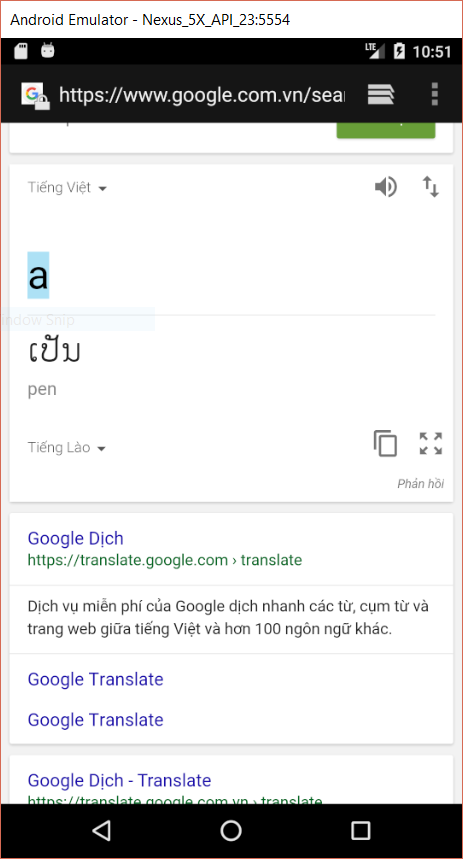 Android Emulator - Nexus_5X_API_23:5554
LTE 10:51
https://www.google.com.vn/sear
Tiếng Việt
a
Window Snip
ເປັນ
pen
Tiếng Lào
Phản hồi
Google Dịch
https://translate.google.com › translate
Dịch vụ miễn phí của Google dịch nhanh các từ, cụm từ và
trang web giữa tiếng Việt và hơn 100 ngôn ngữ khác.
Google Translate
Google Translate
Google Dịch - Translate
https://translate.google.com.vn › translate